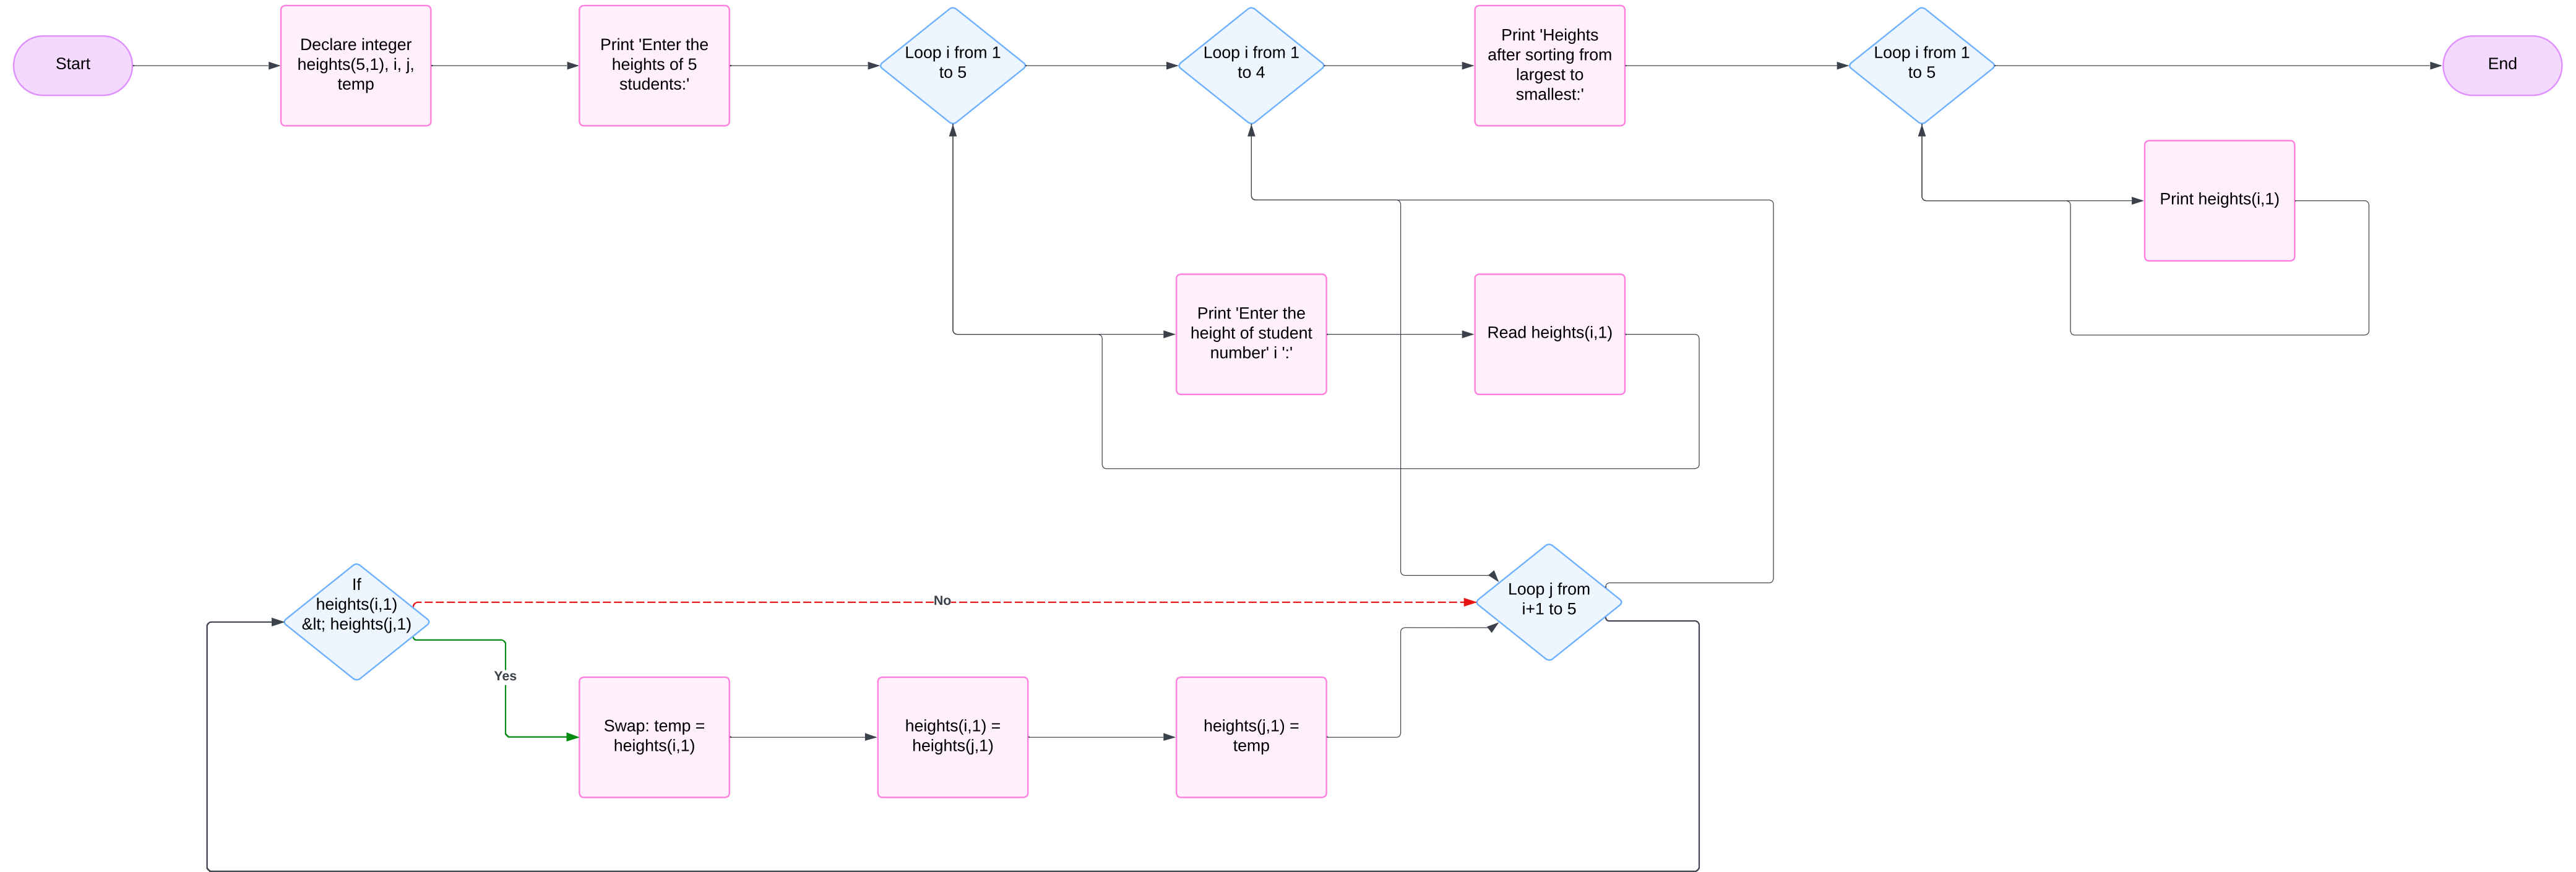 Start
Declare integer
heights(5,1), i, j,
temp
Print 'Enter the
heights of 5
students:'
Loop i from 1
to 5
Loop i from 1
to 4
Print 'Heights
after sorting from
largest to
smallest:'
Loop i from 1
to 5
End
Print heights(i,1)
Print 'Enter the
height of student
number' i ':'
Read heights(i,1)
If
heights(i,1)
&lt; heights(j,1)
No
Loop j from
i+1 to 5
Yes
Swap: temp =
heights(i,1)
heights(i,1) =
heights(j,1)
heights(j,1) =
temp